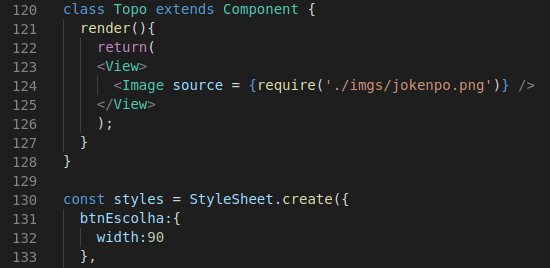 120 class Topo extends Component {
121   render(){
122     return(
123     <View>
124       <Image source = {require('./imgs/jokenpo.png')} />
125     </View>
126     );
127   }
128 }
129
130 const styles = StyleSheet.create({
131   btnEscolha:{
132     width:90
133   },